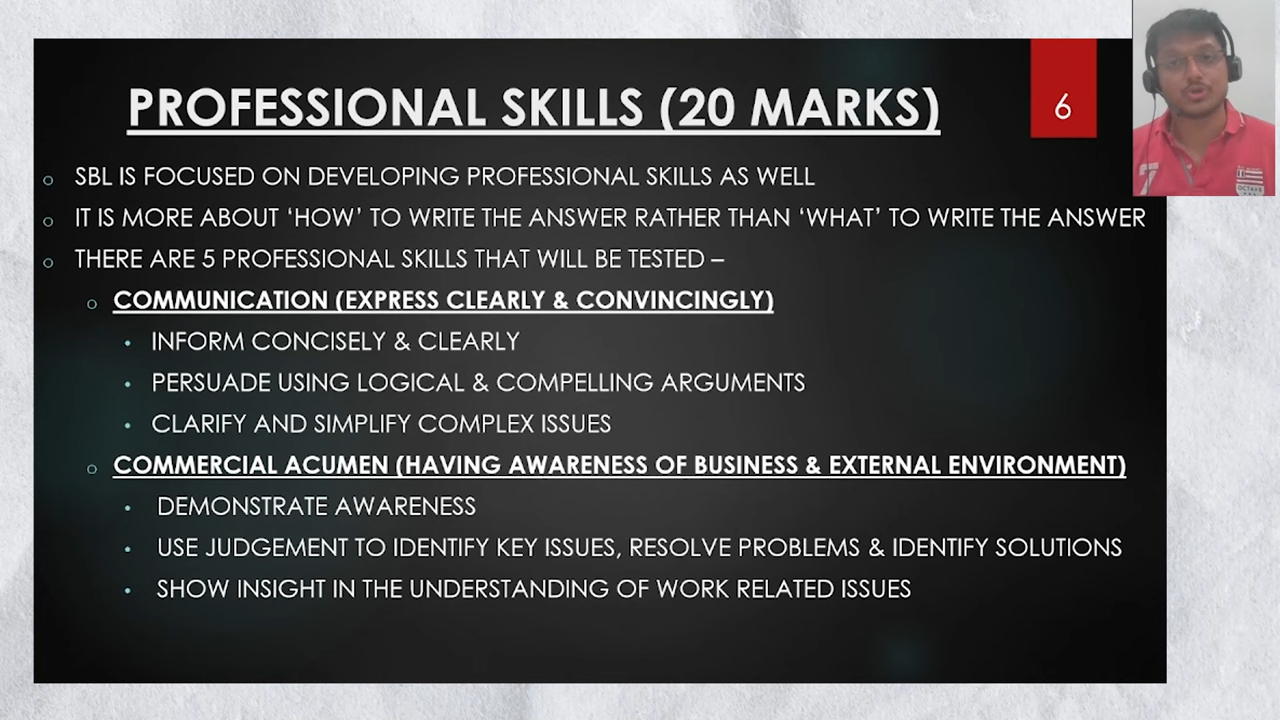 PROFESSIONAL SKILLS (20 MARKS)
6
SBL IS FOCUSED ON DEVELOPING PROFESSIONAL SKILLS AS WELL
IT IS MORE ABOUT ‘HOW’ TO WRITE THE ANSWER RATHER THAN ‘WHAT’ TO WRITE THE ANSWER
THERE ARE 5 PROFESSIONAL SKILLS THAT WILL BE TESTED –
COMMUNICATION (EXPRESS CLEARLY & CONVINCINGLY)
INFORM CONCISELY & CLEARLY
PERSUADE USING LOGICAL & COMPELLING ARGUMENTS
CLARIFY AND SIMPLIFY COMPLEX ISSUES
COMMERCIAL ACUMEN (HAVING AWARENESS OF BUSINESS & EXTERNAL ENVIRONMENT)
DEMONSTRATE AWARENESS
USE JUDGEMENT TO IDENTIFY KEY ISSUES, RESOLVE PROBLEMS & IDENTIFY SOLUTIONS
SHOW INSIGHT IN THE UNDERSTANDING OF WORK RELATED ISSUES
7
OCTAVE